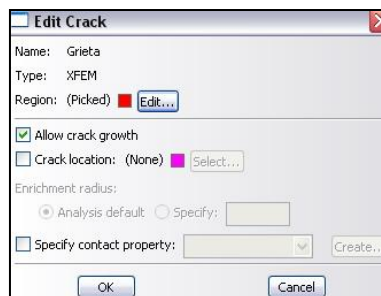 Edit Crack
Name: Grieta
Type: XFEM
Region: (Picked) Edit...
Allow crack growth
Crack location: (None) Select...
Enrichment radius:
Analysis default Specify:
Specify contact property: Create...
OK Cancel